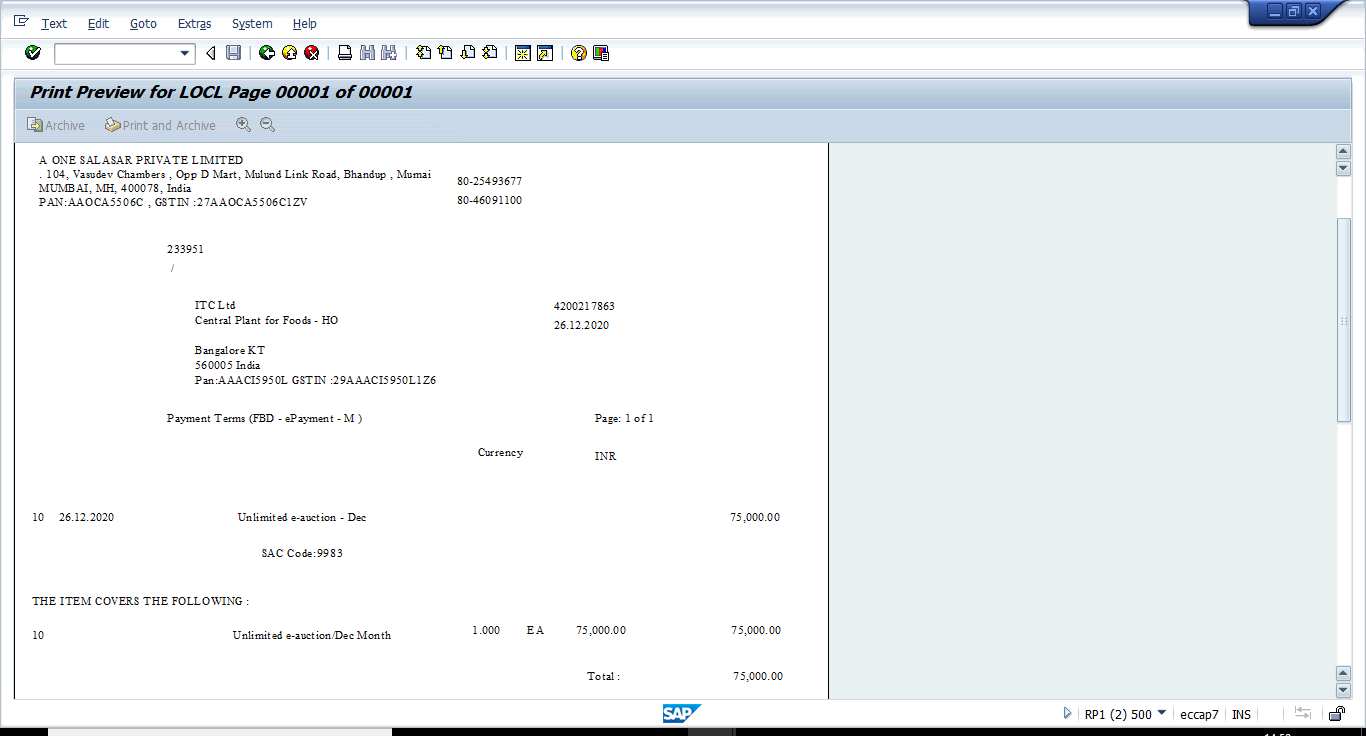 Text Edit Goto Extras System Help
Print Preview for LOCL Page 00001 of 00001
Archive Print and Archive
A ONE SALASAR PRIVATE LIMITED
. 104, Vasudev Chambers , Opp D Mart, Mulund Link Road, Bhandup , Mumai
80-25493677
MUMBAI, MH, 400078, India
PAN:AAOCA5506C , GSTIN :27AAOCA5506C1ZV
80-46091100
233951
/
ITC Ltd 4200217863
Central Plant for Foods - HO 26.12.2020
Bangalore KT
560005 India
Pan:AAACI5950L GSTIN :29AAACI5950L1Z6
Payment Terms (FBD - ePayment - M ) Page: 1 of 1
Currency INR
10 26.12.2020 Unlimited e-auction - Dec 75,000.00
SAC Code:9983
THE ITEM COVERS THE FOLLOWING :
10 Unlimited e-auction/Dec Month 1.000 EA 75,000.00 75,000.00
Total : 75,000.00
SAP RP1 (2) 500 eccap7 INS